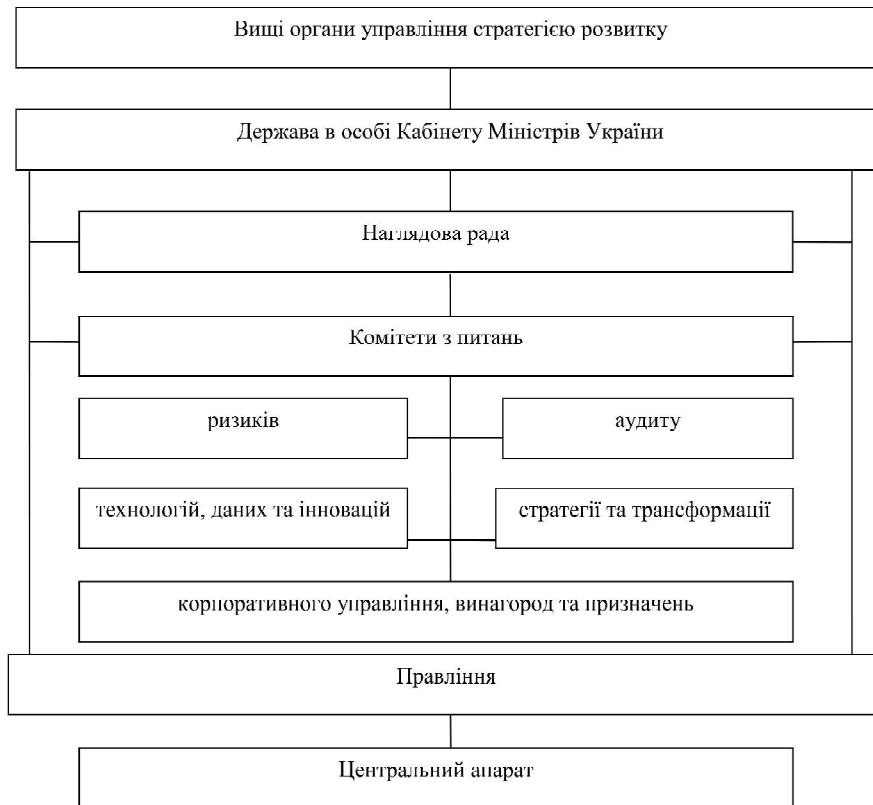 Вищі органи управління стратегією розвитку
Держава в особі Кабінету Міністрів України
Наглядова рада
Комітети з питань
ризиків
аудиту
технологій, даних та інновацій
стратегії та трансформації
корпоративного управління, винагород та призначень
Правління
Центральний апарат